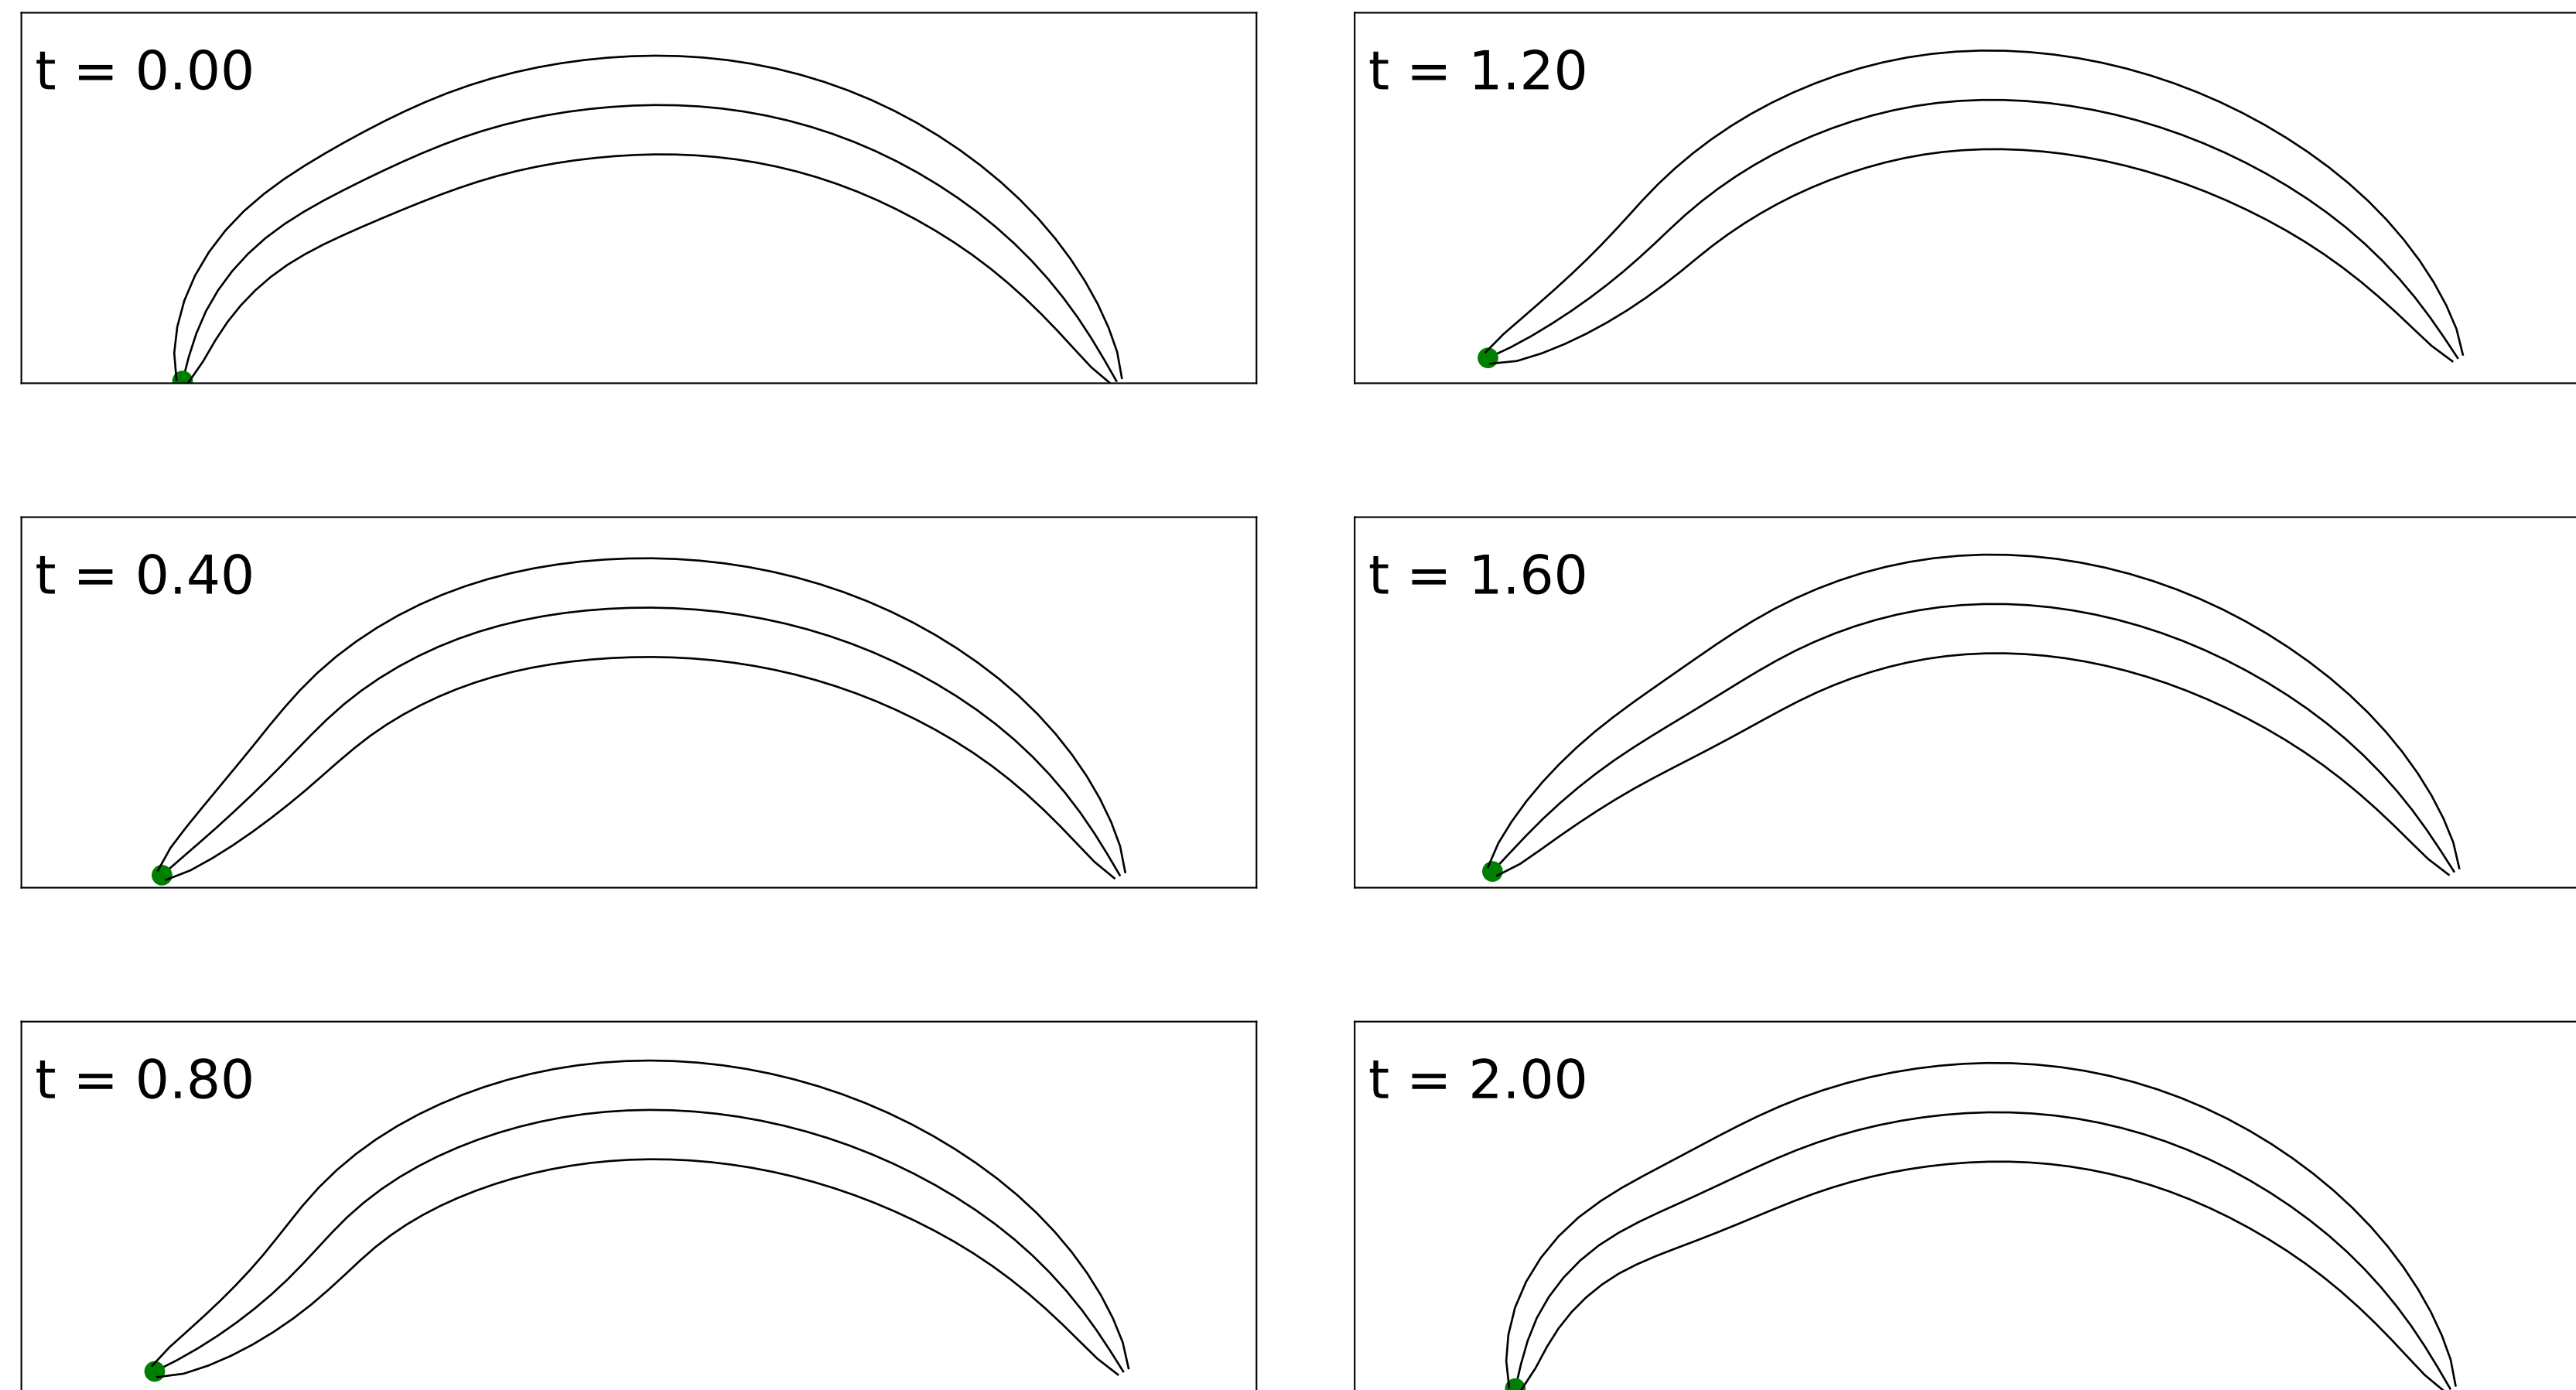 t = 0.00
t = 1.20
t = 0.40
t = 1.60
t = 0.80
t = 2.00